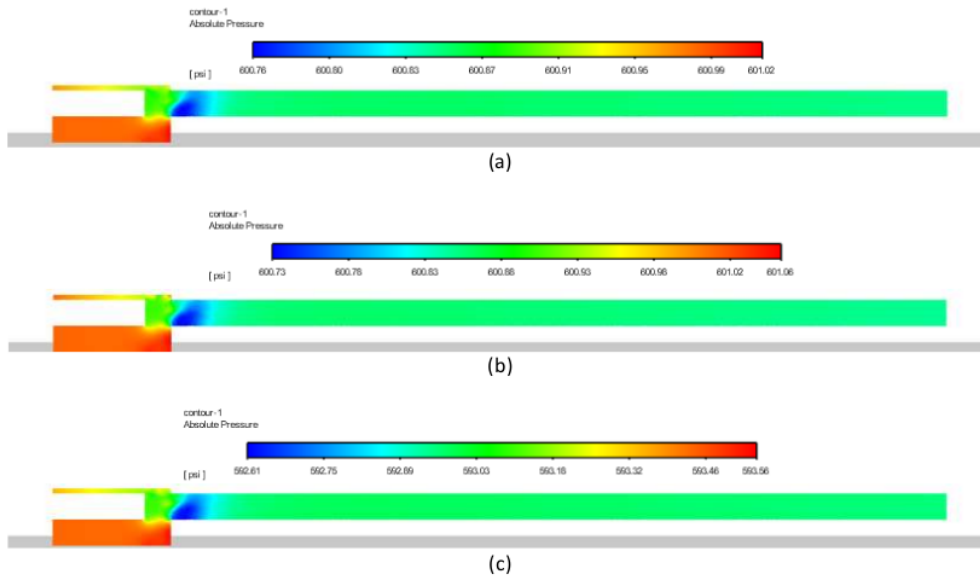 contour-1
Absolute Pressure
[ psi ]
600.76 600.80 600.83 600.87 600.91 600.95 600.99 601.02
(a)
contour-1
Absolute Pressure
[ psi ]
600.73 600.78 600.83 600.88 600.93 600.98 601.02 601.06
(b)
contour-1
Absolute Pressure
[ psi ]
592.61 592.75 592.89 593.03 593.18 593.32 593.46 593.56
(c)